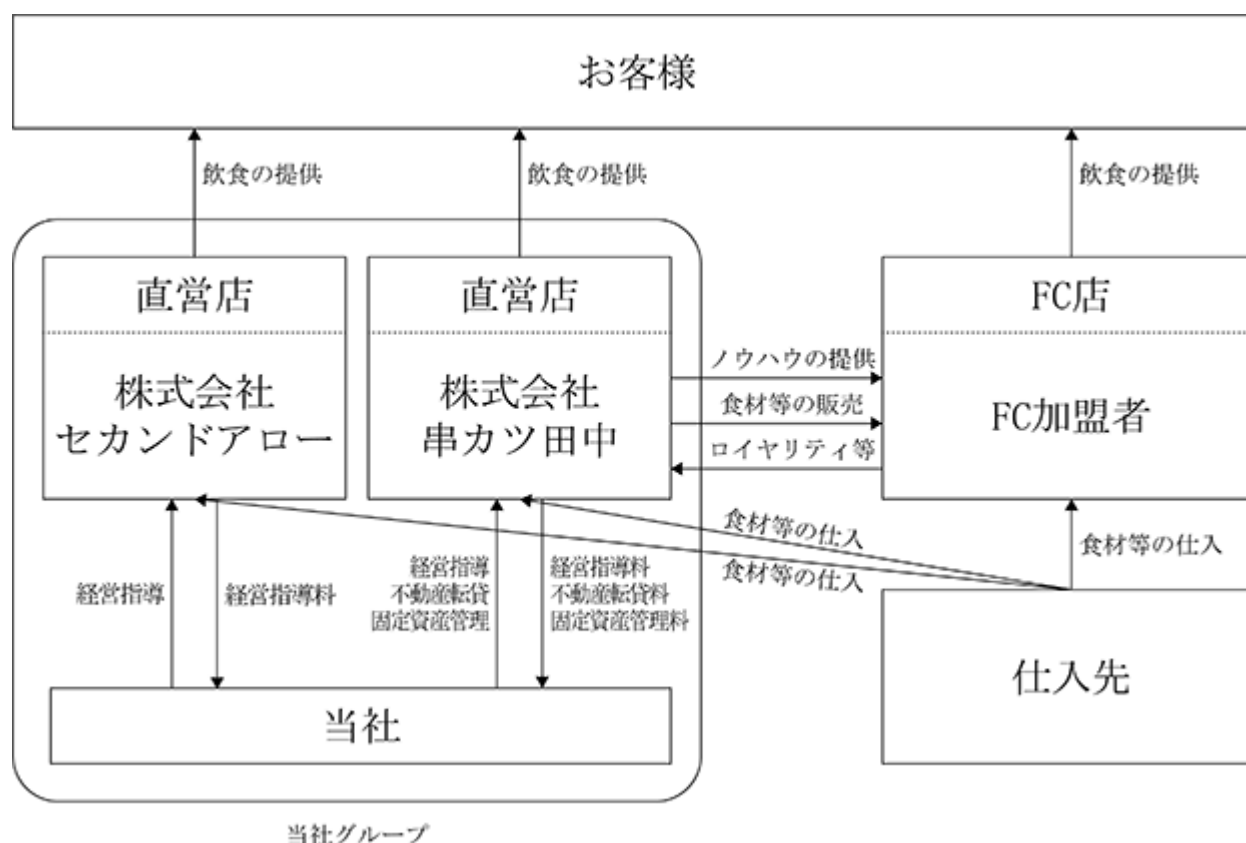 お客様
飲食の提供
飲食の提供
飲食の提供
直営店
株式会社
セカンドアロー
直営店
株式会社
串カツ田中
FC店
FC加盟者
ノウハウの提供
食材等の販売
ロイヤリティ等
食材等の仕入
食材等の仕入
食材等の仕入
経営指導
経営指導料
経営指導
不動産転貸
固定資産管理
経営指導料
不動産転貸料
固定資産管理料
当社
仕入先
当社グループ